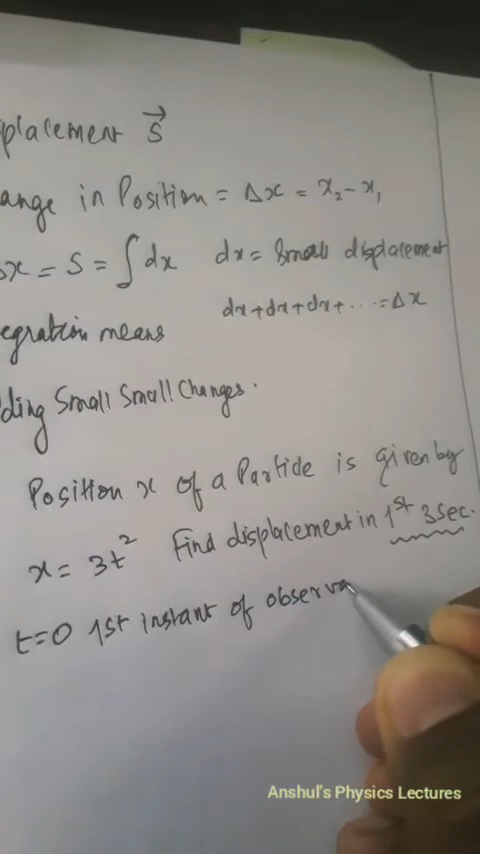 placement s⃗
ange in Position = Δx = x₂ - x₁
x = S = ∫dx dx = Small displacement
dx+dx+dx+...=Δx
egration means
ding Small Small Changes.
Position x of a Particle is given by
x = 3t² Find displacement in 1st 3sec.
t=0 1st instant of observa
Anshul's Physics Lectures